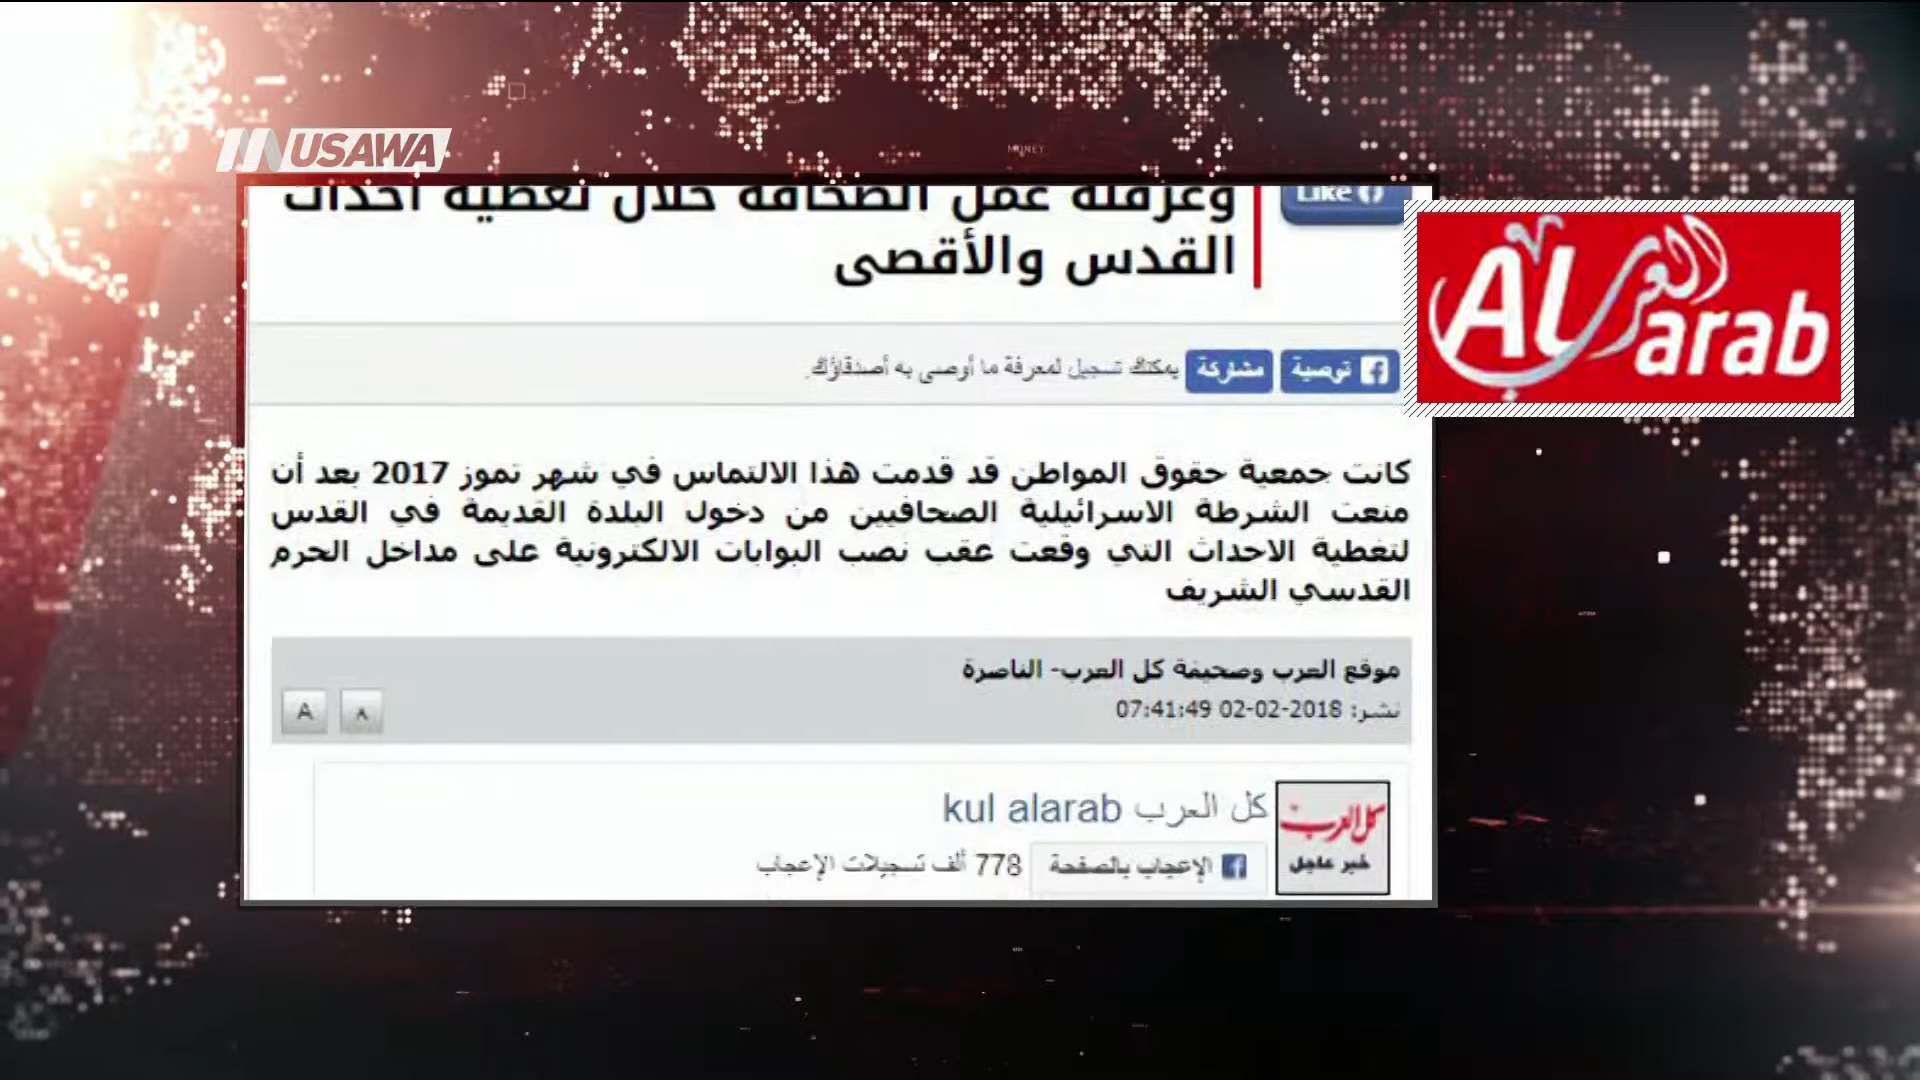 MUSAWA
وعرقلة عمل الصحافة خلال تغطية أحداث
القدس والأقصى
Like
AL العرب arab
توصية
مشاركة
يمكنك تسجيل لمعرفة ما أوصى به أصدقاؤك.
كانت جمعية حقوق المواطن قد قدمت هذا الالتماس في شهر تموز 2017 بعد أن
منعت الشرطة الاسرائيلية الصحافيين من دخول البلدة القديمة في القدس
لتغطية الاحداث التي وقعت عقب نصب البوابات الالكترونية على مداخل الحرم
القدسي الشريف
موقع العرب وصحيفة كل العرب- الناصرة
نشر: 02-02-2018 07:41:49
A A
كل العرب kul alarab
الإعجاب بالصفحة
778 ألف تسجيلات الإعجاب
كل العرب
خبر عاجل
MONEY